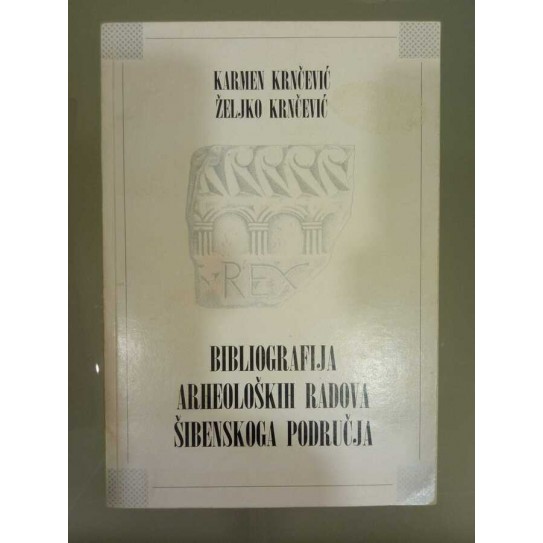 KARMEN KRNČEVIĆ
ŽELJKO KRNČEVIĆ
REX
BIBLIOGRAFIJA
ARHEOLOŠKIH RADOVA
ŠIBENSKOGA PODRUČJA